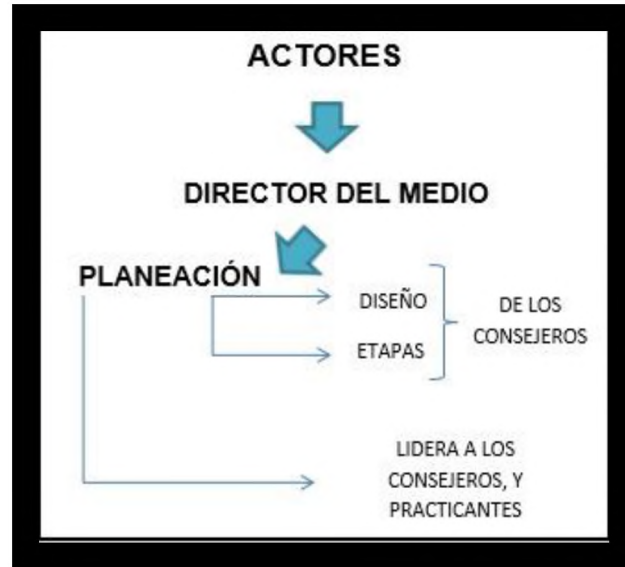 ACTORES
DIRECTOR DEL MEDIO
PLANEACIÓN
DISEÑO
ETAPAS
DE LOS
CONSEJEROS
LIDERA A LOS
CONSEJEROS, Y
PRACTICANTES